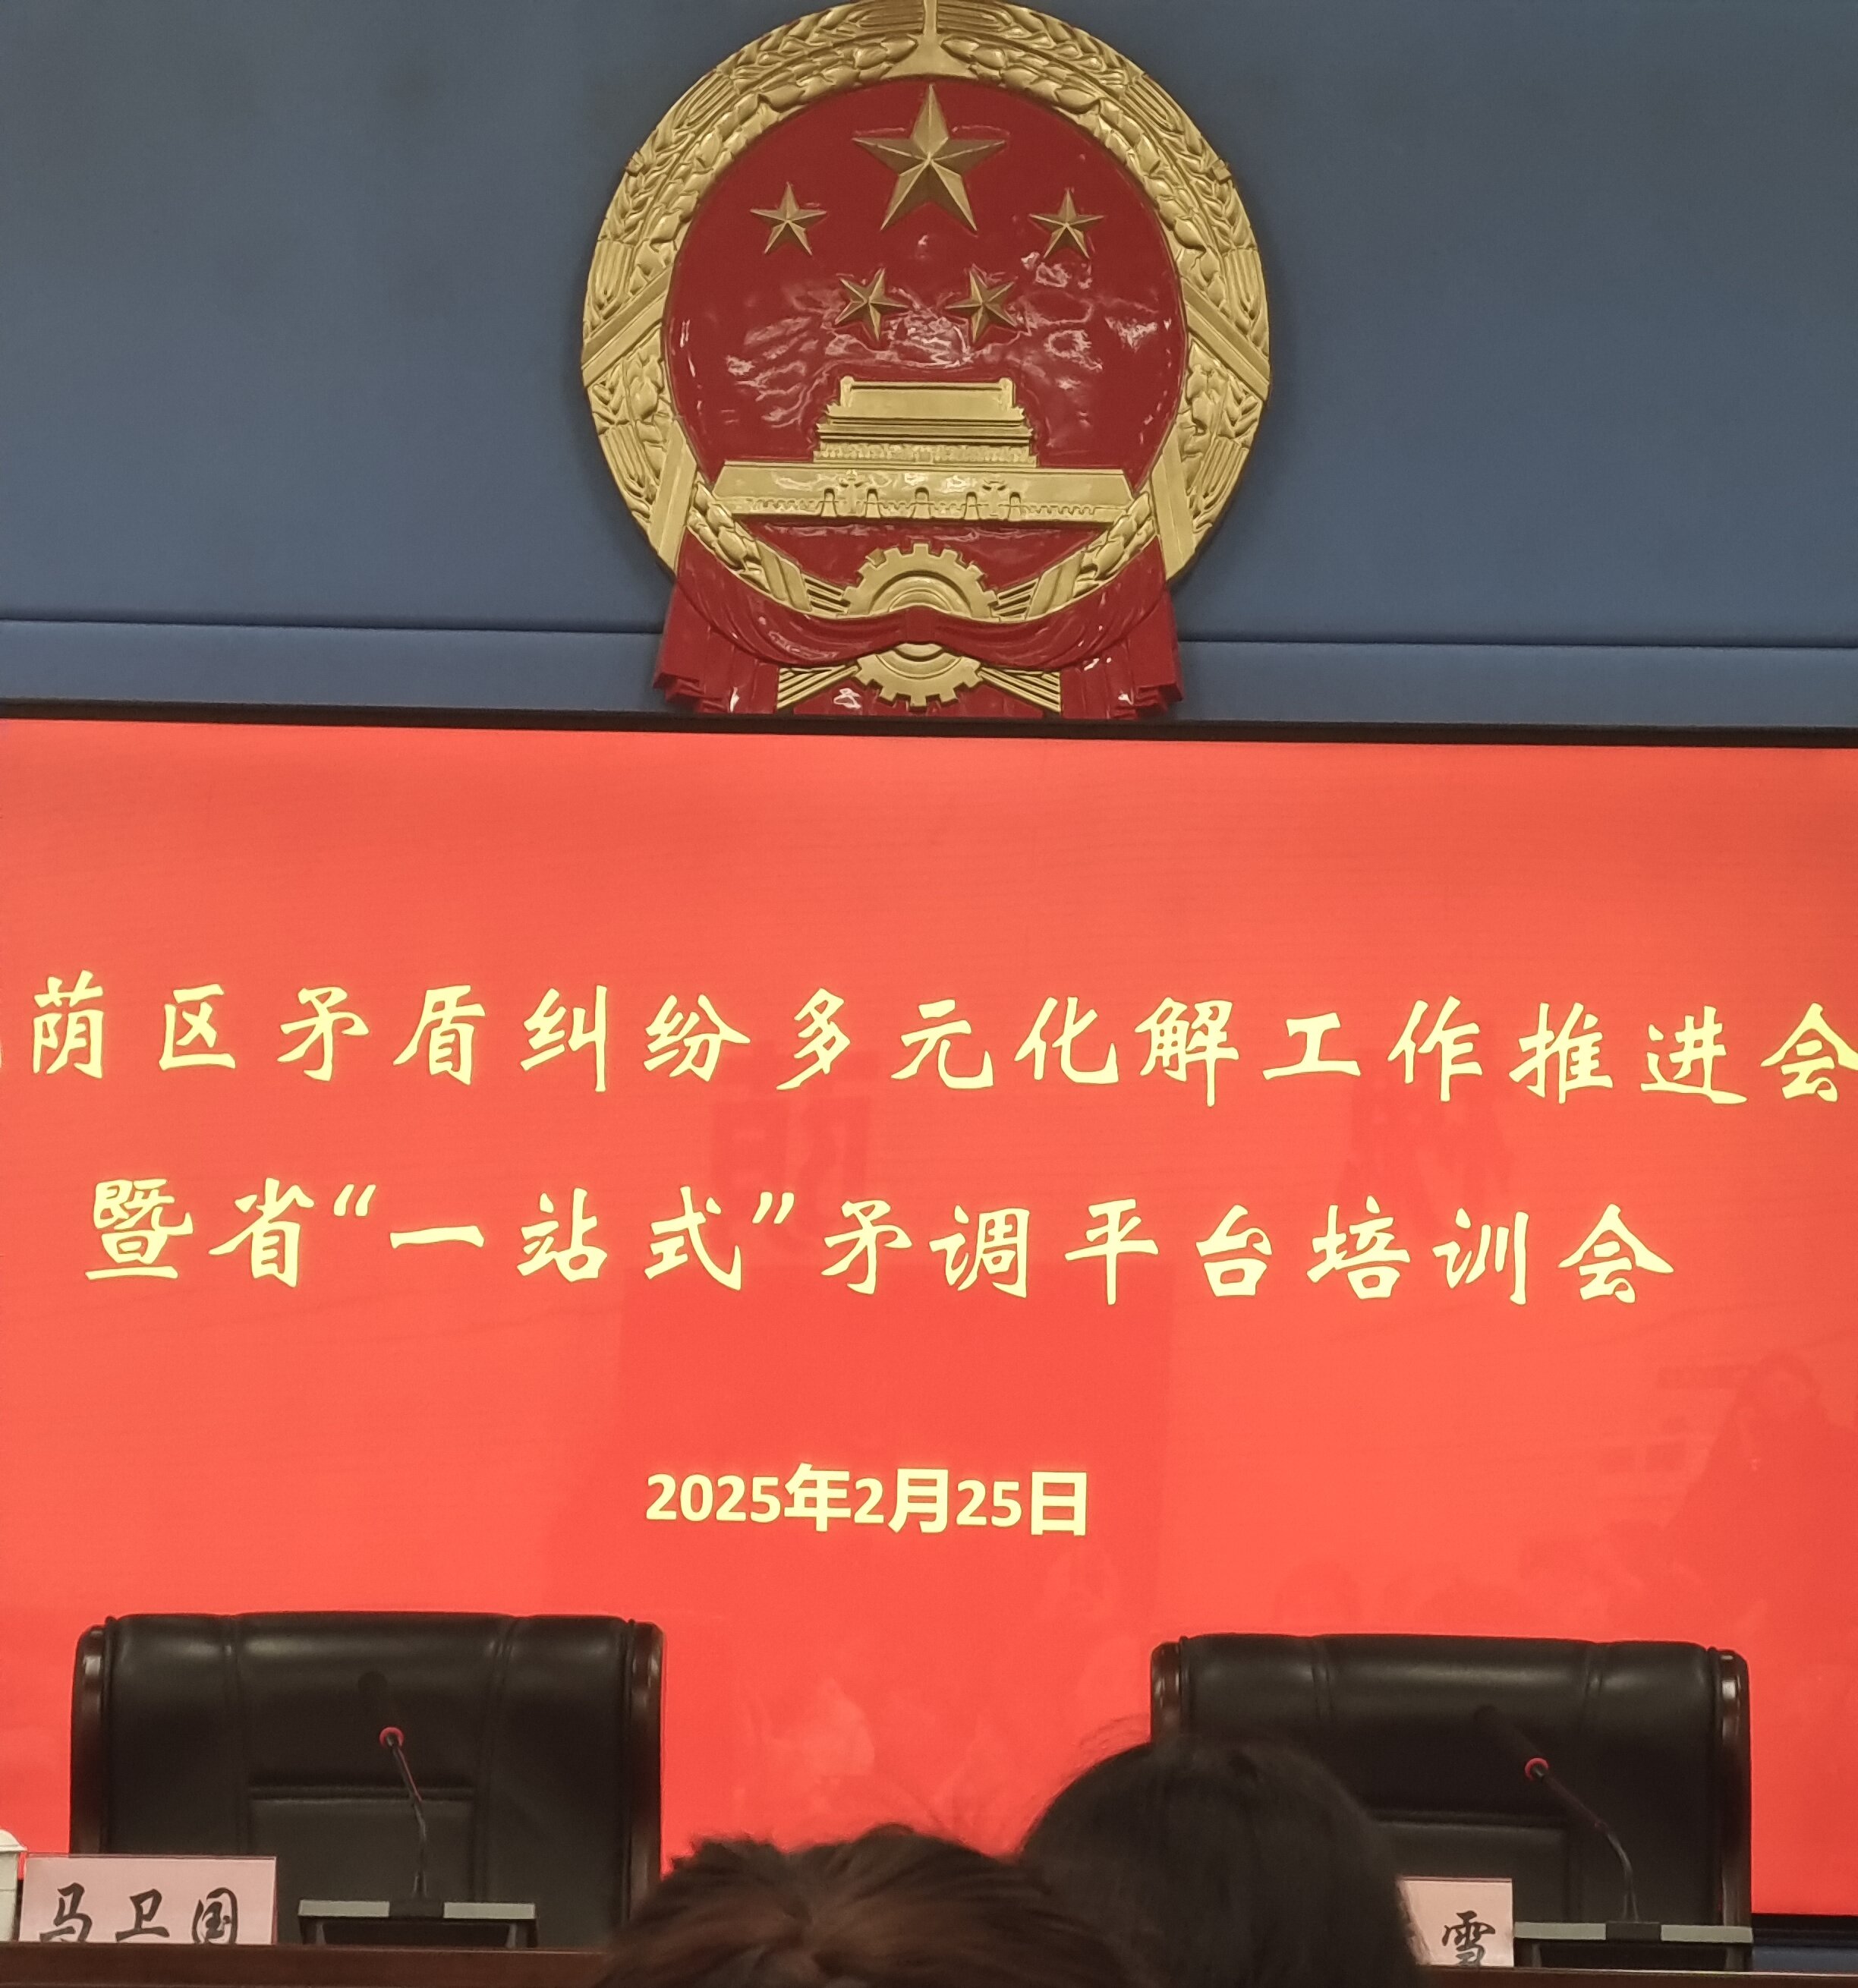 荫区矛盾纠纷多元化解工作推进会
暨省“一站式”矛调平台培训会
2025年2月25日
马卫国
雪